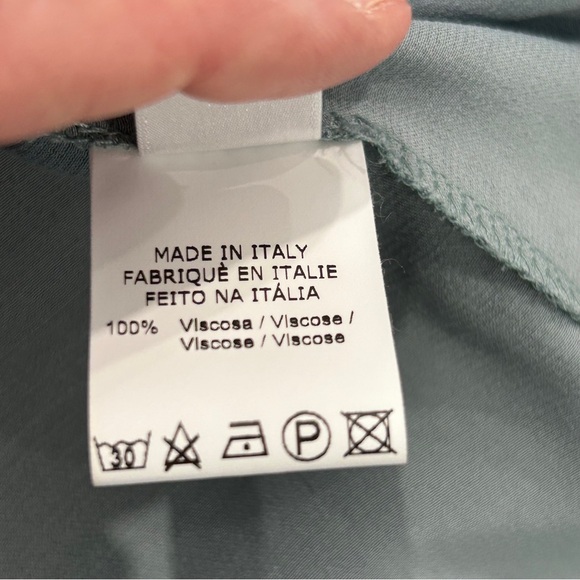 MADE IN ITALY
FABRIQUÈ EN ITALIE
FEITO NA ITÁLIA
100% Viscosa / Viscose /
Viscose / Viscose
30
P